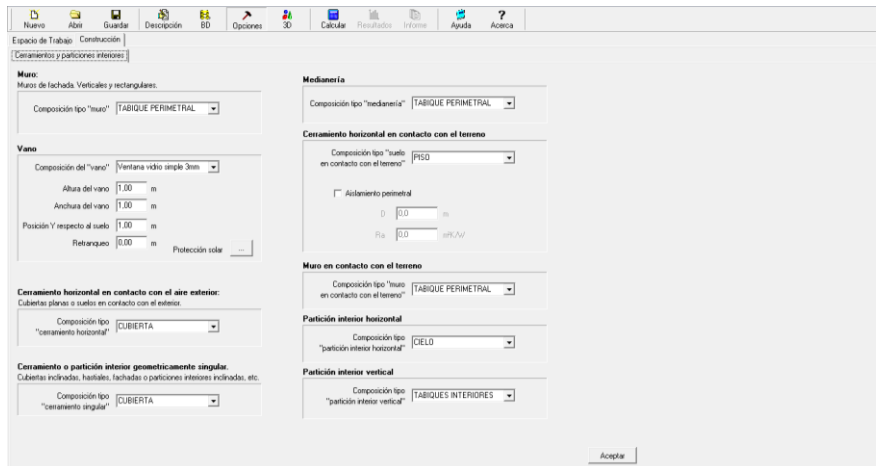 Nuevo Abrir Guardar Descripción BD Opciones 3D Calcular Resultados Informe Ayuda Acerca
Espacio de Trabajo Construcción
Cerramientos y particiones interiores
Muro:
Muros de fachada. Verticales y rectangulares.
Composición tipo "muro" TABIQUE PERIMETRAL
Vano
Composición del "vano" Ventana vidrio simple 3mm
Altura del vano 1,00 m
Anchura del vano 1,00 m
Posición Y respecto al suelo 1,00 m
Retranqueo 0,00 m
Protección solar ...
Cerramiento horizontal en contacto con el aire exterior:
Cubiertas planas o suelos en contacto con el exterior.
Composición tipo
"cerramiento horizontal" CUBIERTA
Cerramiento o partición interior geometricamente singular.
Cubiertas inclinadas, hastiales, fachadas o particiones interiores inclinadas, etc.
Composición tipo
"cerramiento singular" CUBIERTA
Medianería
Composición tipo "medianería" TABIQUE PERIMETRAL
Cerramiento horizontal en contacto con el terreno
Composición tipo "suelo
en contacto con el terreno" PISO
Aislamiento perimetral
D 0,0 m
Ra 0,0 m²K/W
Muro en contacto con el terreno
Composición tipo "muro
en contacto con el terreno" TABIQUE PERIMETRAL
Partición interior horizontal
Composición tipo
"partición interior horizontal" CIELO
Partición interior vertical
Composición tipo
"partición interior vertical" TABIQUES INTERIORES
Aceptar